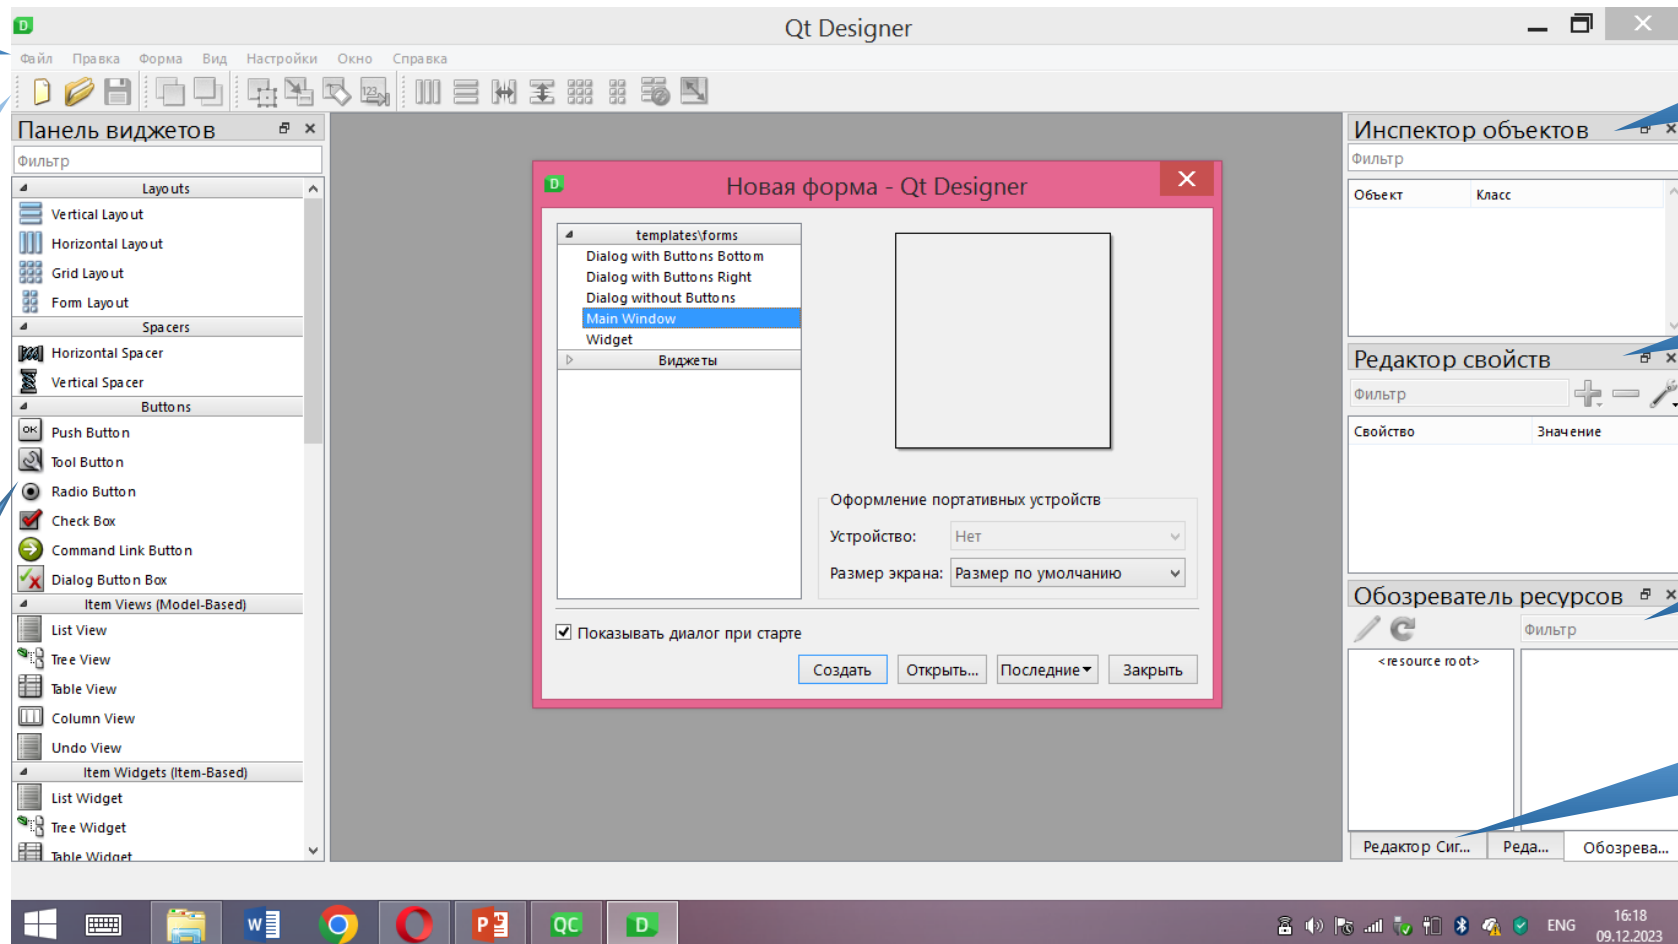 Qt Designer
Файл Правка Форма Вид Настройки Окно Справка
123
Панель виджетов
Фильтр
Layouts
Vertical Layout
Horizontal Layout
Grid Layout
Form Layout
Spacers
Horizontal Spacer
Vertical Spacer
Buttons
OK Push Button
Tool Button
Radio Button
Check Box
Command Link Button
Dialog Button Box
Item Views (Model-Based)
List View
Tree View
Table View
Column View
Undo View
Item Widgets (Item-Based)
List Widget
Tree Widget
Table Widget
Новая форма - Qt Designer
templates\forms
Dialog with Buttons Bottom
Dialog with Buttons Right
Dialog without Buttons
Main Window
Widget
Виджеты
Оформление портативных устройств
Устройство: Нет
Размер экрана: Размер по умолчанию
Показывать диалог при старте
Создать Открыть... Последние Закрыть
Инспектор объектов
Фильтр
Объект Класс
Редактор свойств
Фильтр
Свойство Значение
Обозреватель ресурсов
Фильтр
<resource root>
Редактор Сиг... Реда... Обозрева...
W P QC D ENG 16:18
09.12.2023